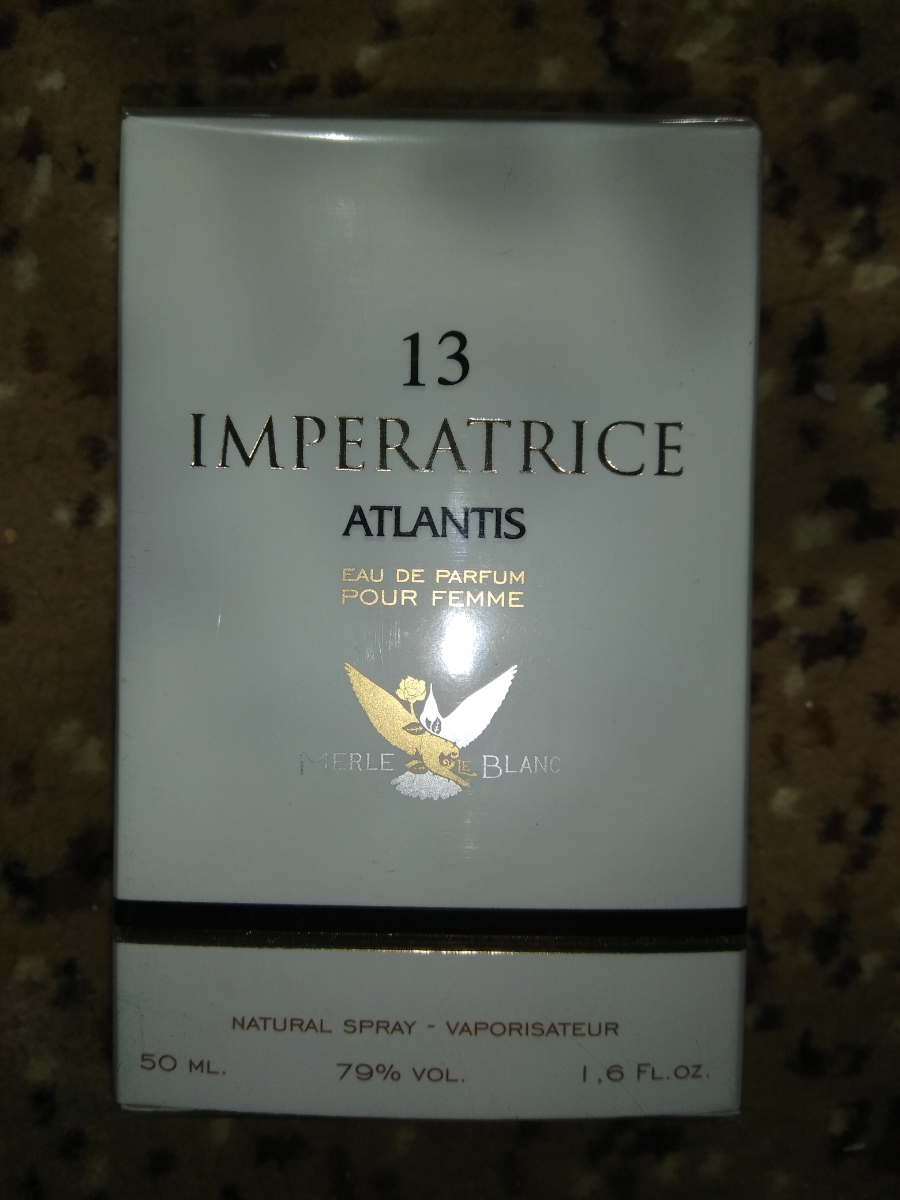 13
IMPERATRICE
ATLANTIS
EAU DE PARFUM
POUR FEMME
MERLE LE BLANC
NATURAL SPRAY - VAPORISATEUR
50 ML. 79% VOL. 1,6 FL.OZ.